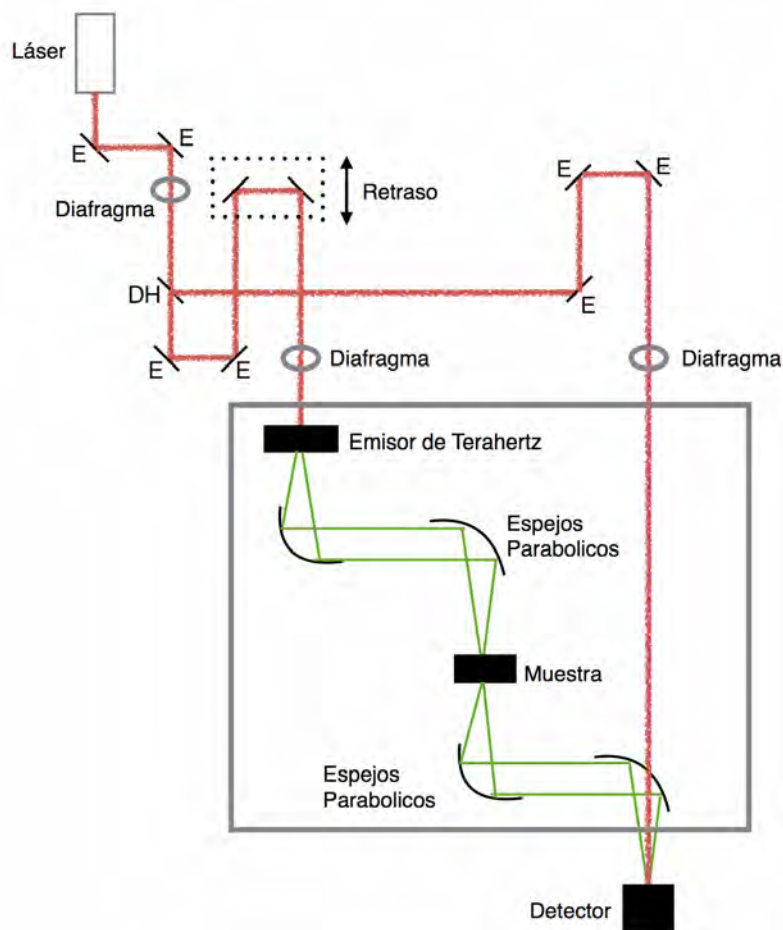 Láser
E
E
Diafragma
Retraso
E
E
DH
E
E
E
Diafragma
Diafragma
Emisor de Terahertz
Espejos
Parabolicos
Muestra
Espejos
Parabolicos
Detector